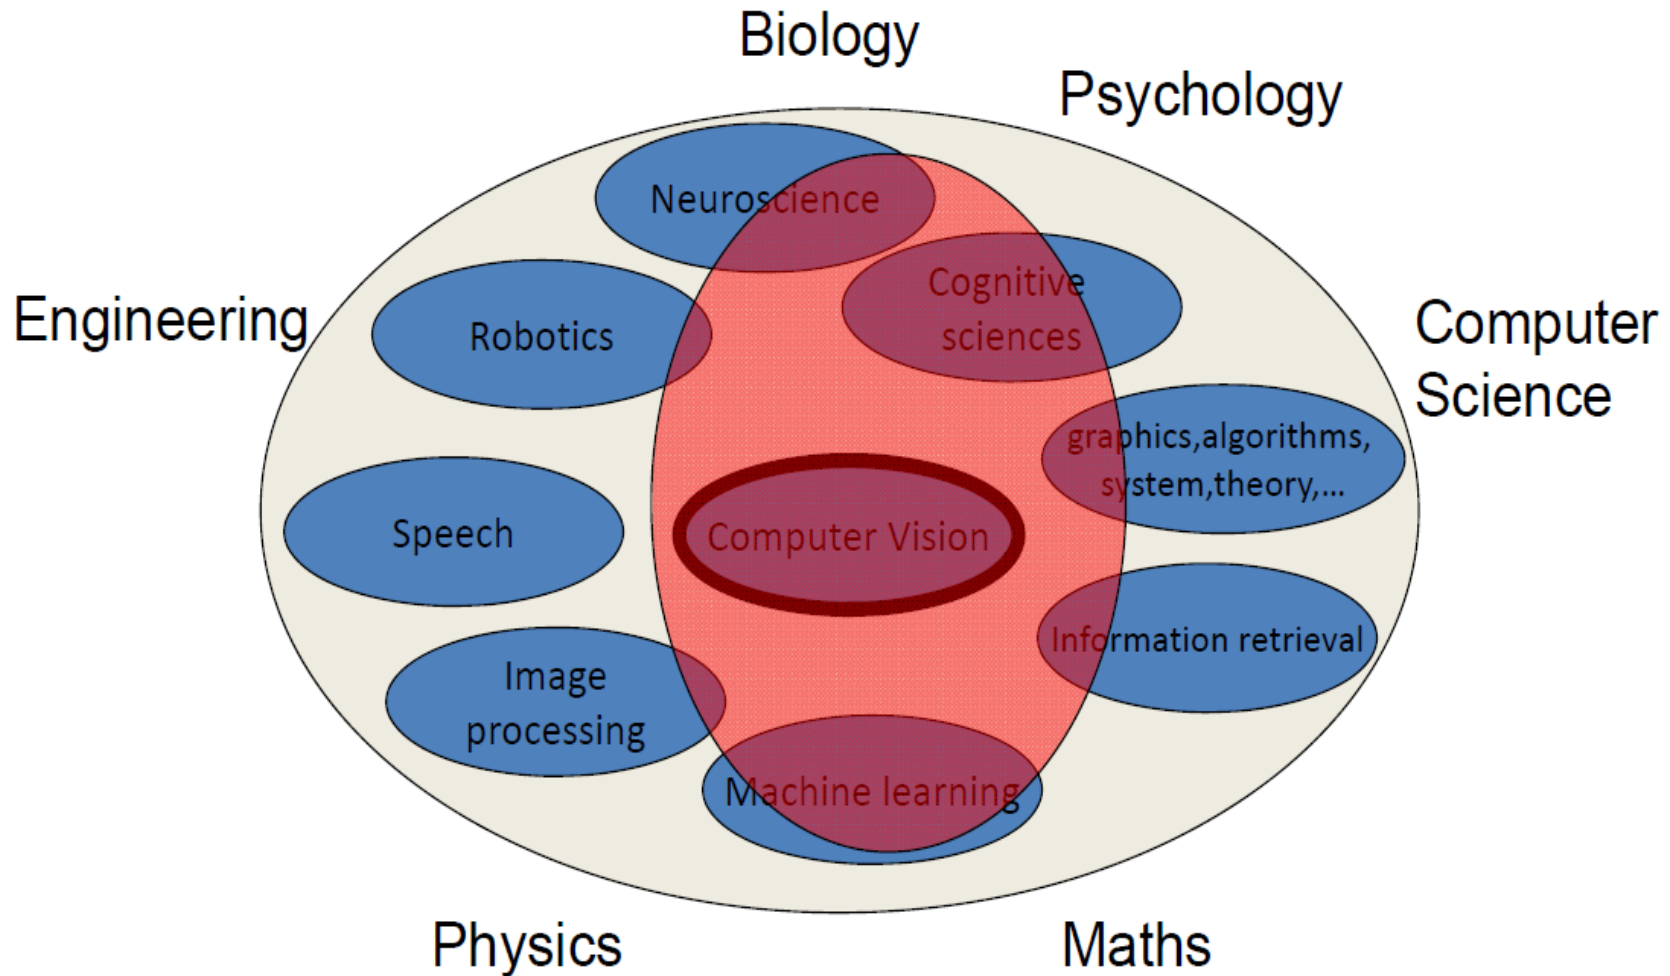 Biology
Psychology
Neuroscience
Cognitive
sciences
Engineering
Robotics
Computer
Science
graphics,algorithms,
system,theory,...
Speech
Computer Vision
Information retrieval
Image
processing
Machine learning
Physics
Maths